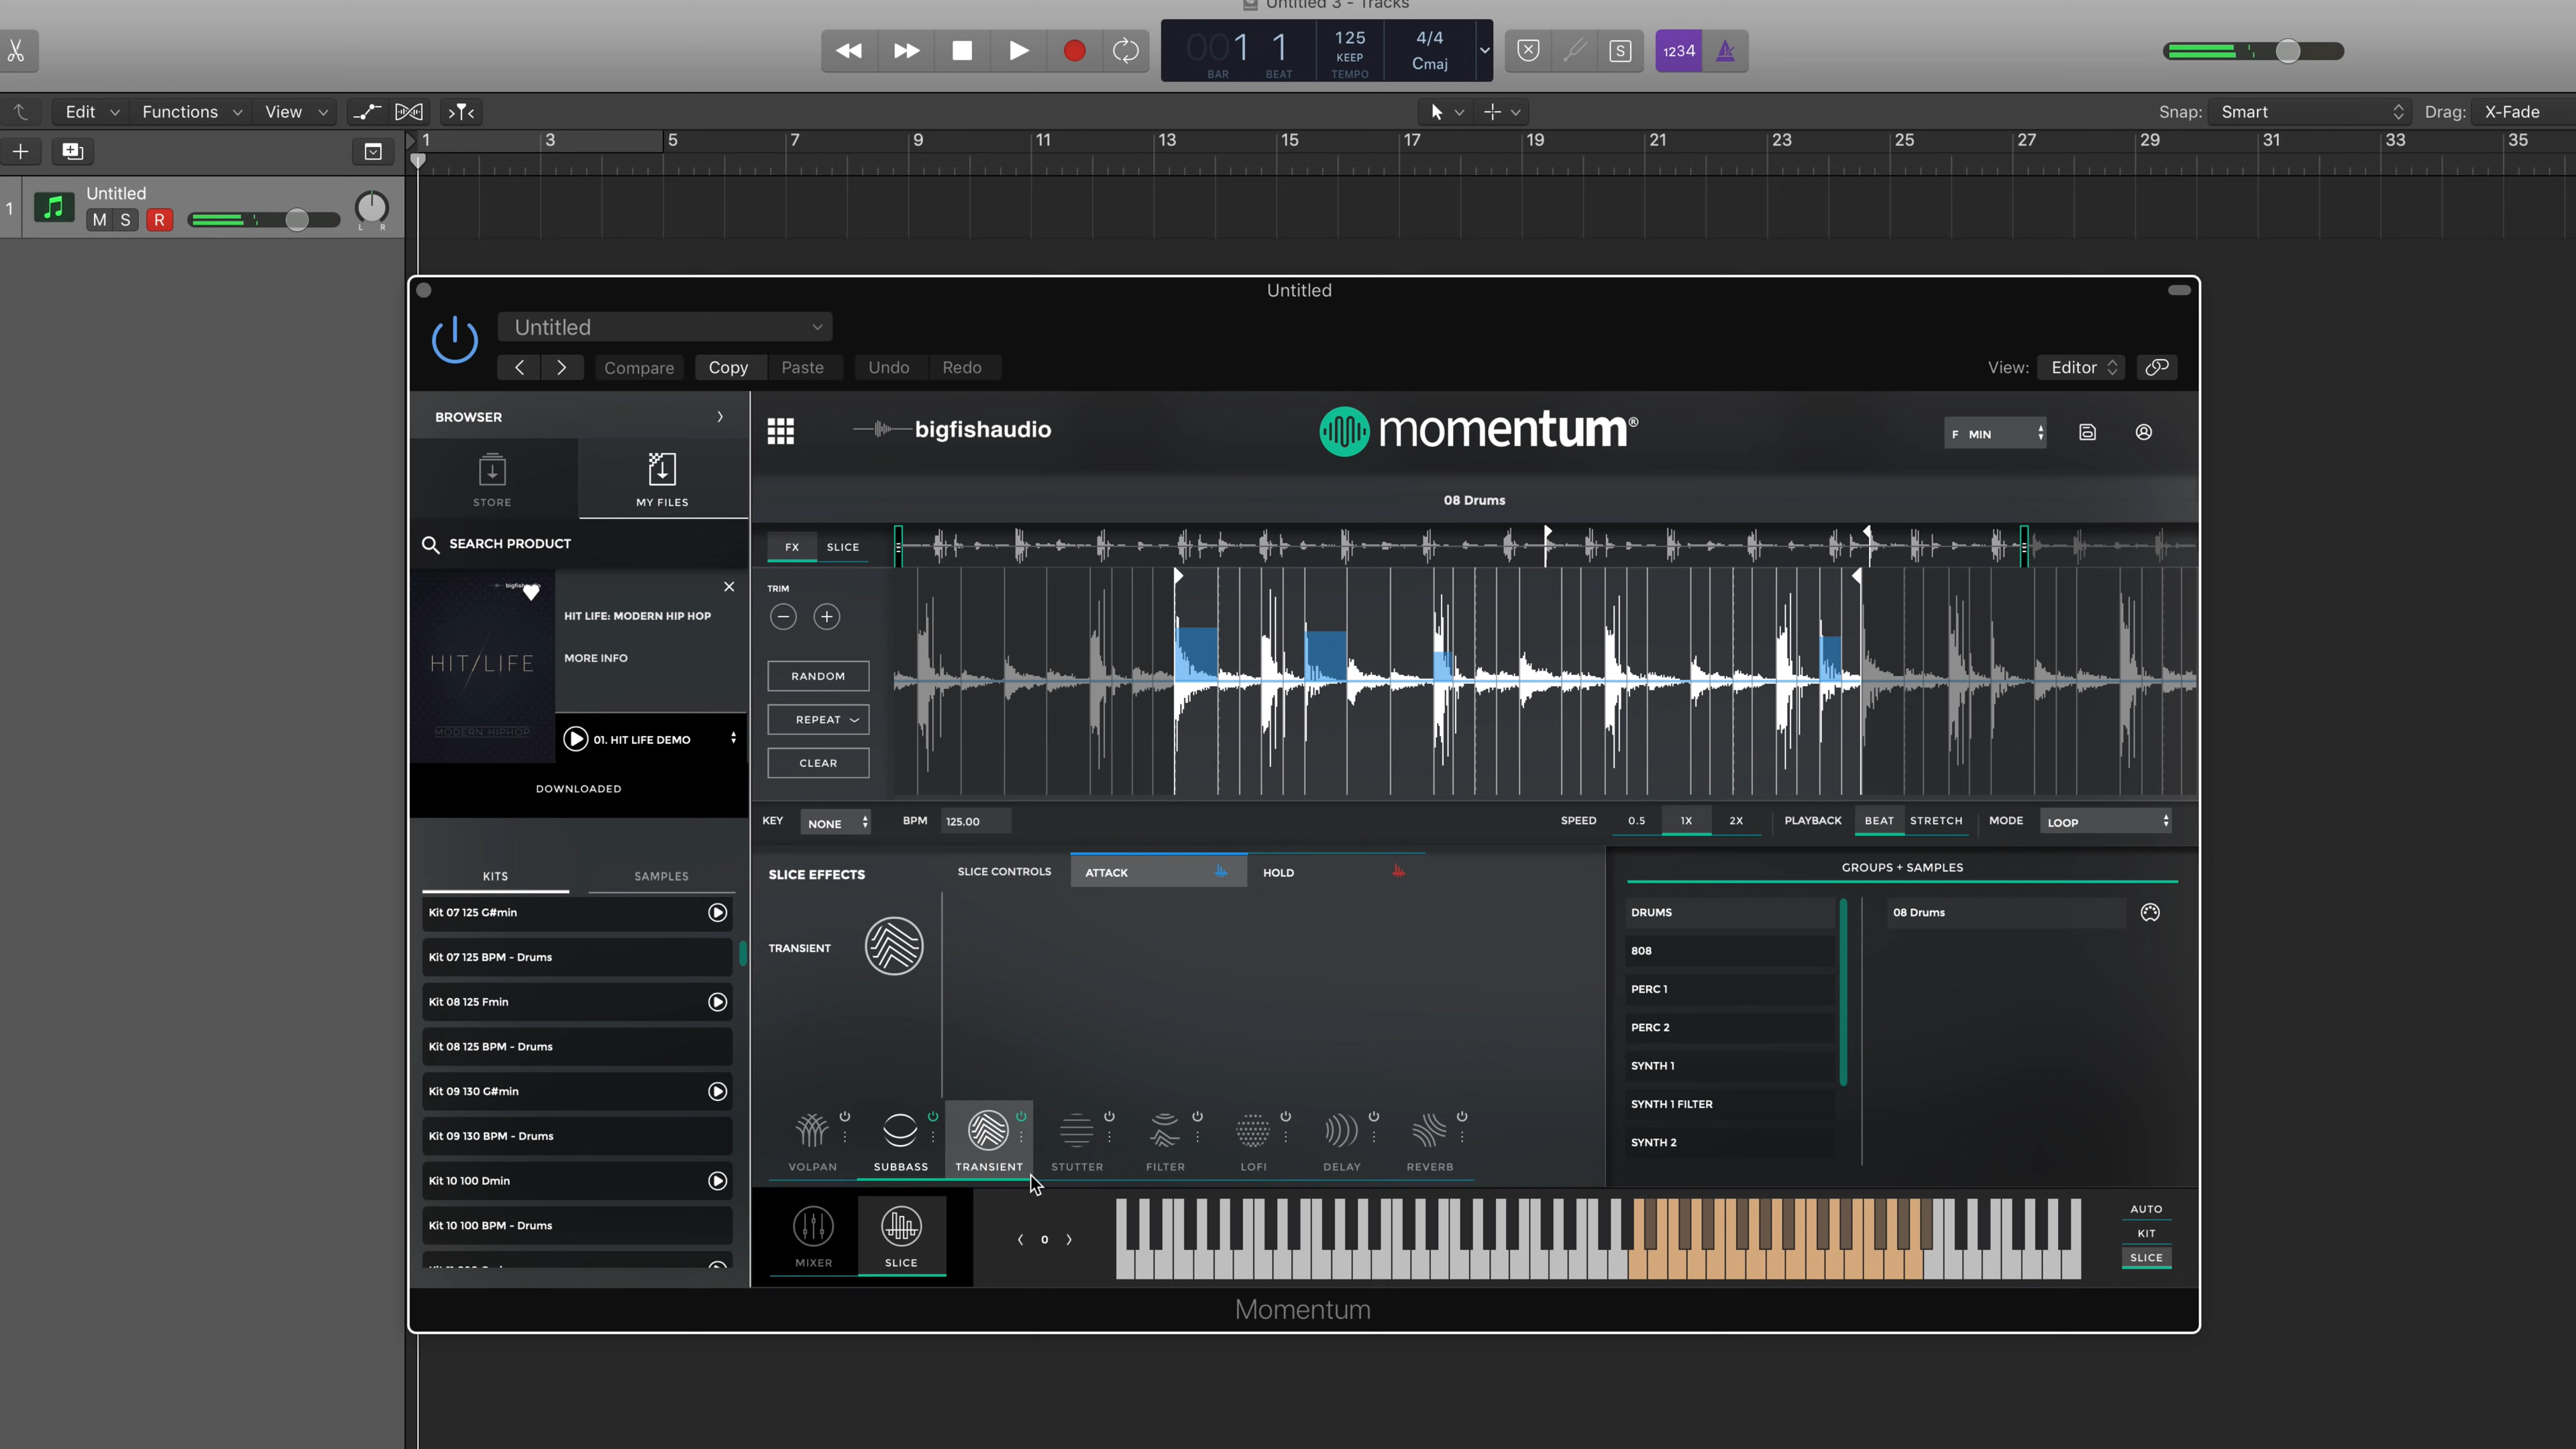 Untitled 3 - Tracks
001 1
BAR BEAT
125
KEEP
TEMPO
4/4
Cmaj
S
1234
Edit
Functions
View
Snap: Smart
Drag: X-Fade
1 3 5 7 9 11 13 15 17 19 21 23 25 27 29 31 33 35
1
Untitled
M S R
L R
Untitled
Untitled
Compare
Copy
Paste
Undo
Redo
View: Editor
BROWSER
STORE
MY FILES
SEARCH PRODUCT
bigfishaudio
HIT/LIFE
MODERN HIPHOP
HIT LIFE: MODERN HIP HOP
MORE INFO
01. HIT LIFE DEMO
DOWNLOADED
KITS
SAMPLES
Kit 07 125 G#min
Kit 07 125 BPM - Drums
Kit 08 125 Fmin
Kit 08 125 BPM - Drums
Kit 09 130 G#min
Kit 09 130 BPM - Drums
Kit 10 100 Dmin
Kit 10 100 BPM - Drums
bigfishaudio
momentum®
F MIN
08 Drums
FX
SLICE
TRIM
RANDOM
REPEAT
CLEAR
KEY
NONE
BPM
125.00
SPEED
0.5
1X
2X
PLAYBACK
BEAT
STRETCH
MODE
LOOP
SLICE EFFECTS
SLICE CONTROLS
ATTACK
HOLD
TRANSIENT
VOLPAN
SUBBASS
TRANSIENT
STUTTER
FILTER
LOFI
DELAY
REVERB
GROUPS + SAMPLES
DRUMS
808
PERC 1
PERC 2
SYNTH 1
SYNTH 1 FILTER
SYNTH 2
08 Drums
MIXER
SLICE
0
AUTO
KIT
SLICE
Momentum